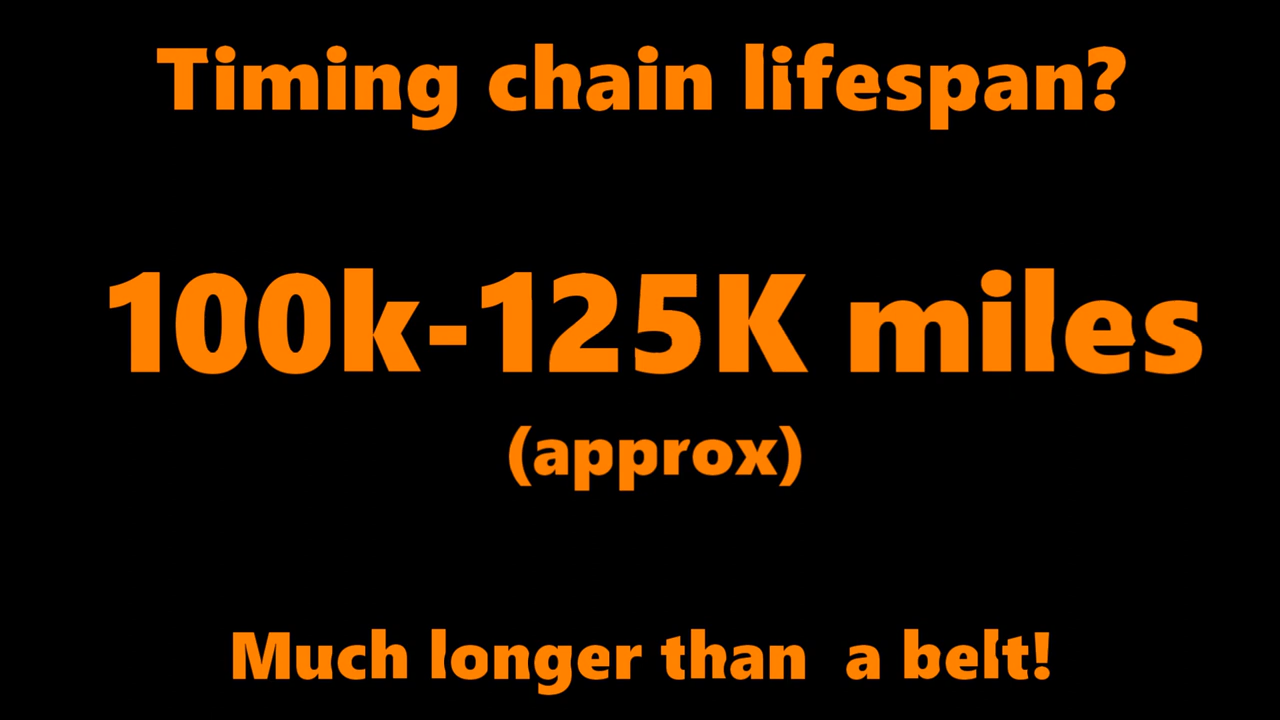 Timing chain lifespan?
100k-125K miles
(approx)
Much longer than  a belt!